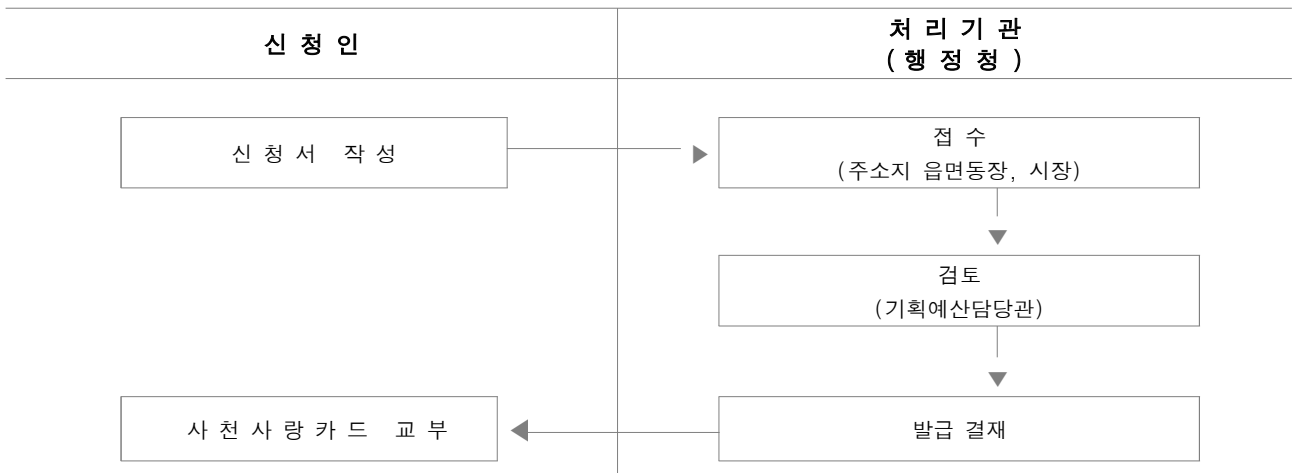 신 청 인
처 리 기 관
( 행 정 청 )
신 청 서 작 성
접 수
(주소지 읍면동장, 시장)
검토
(기획예산담당관)
사 천 사 랑 카 드 교 부
발급 결재